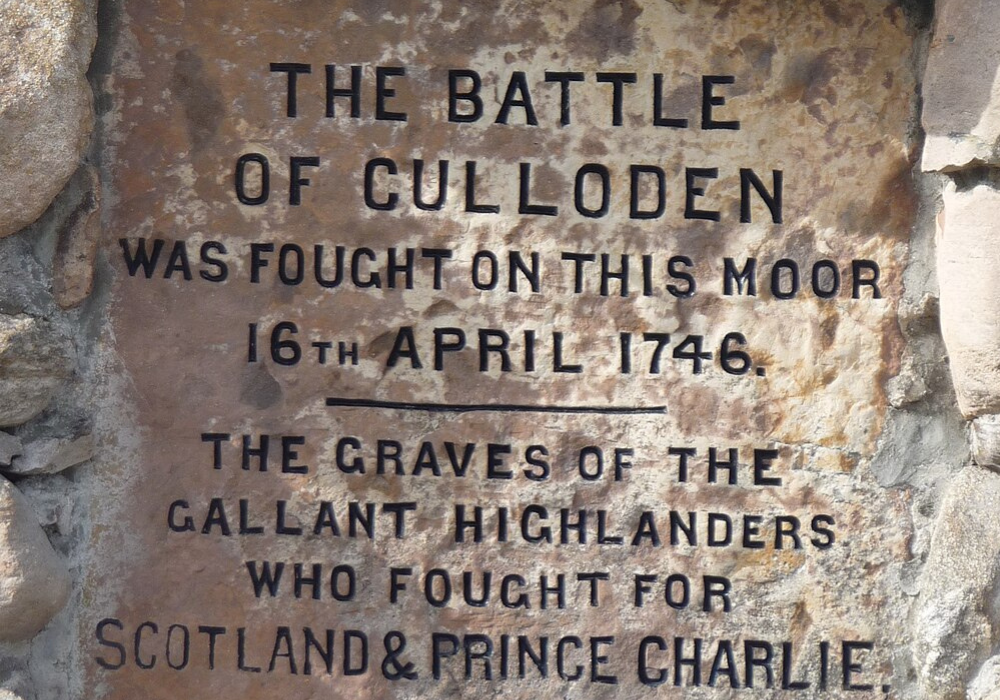 THE BATTLE
OF CULLODEN
WAS FOUGHT ON THIS MOOR
16TH APRIL 1746.
THE GRAVES OF THE
GALLANT HIGHLANDERS
WHO FOUGHT FOR
SCOTLAND & PRINCE CHARLIE.